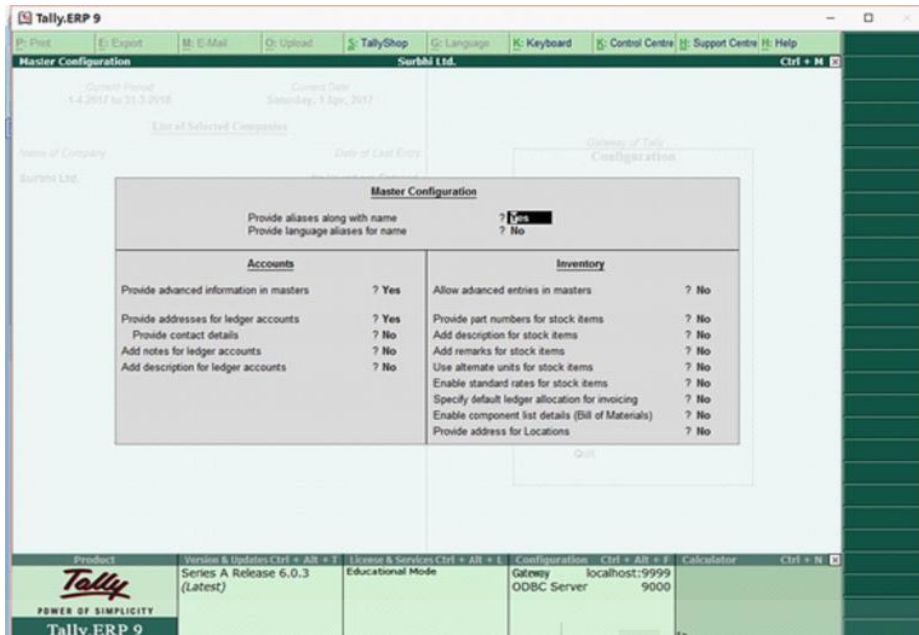 Tally.ERP 9
P: Print E: Export M: E-Mail O: Upload S: TallyShop G: Language K: Keyboard K: Control Centre H: Support Centre H: Help
Master Configuration Surbhi Ltd. Ctrl + M
Current Period Current Date
1-4-2017 to 31-3-2018 Saturday, 1 Apr, 2017
List of Selected Companies
Name of Company Date of Last Entry
Surbhi Ltd.
Gateway of Tally
Configuration
Master Configuration
Provide aliases along with name ? Yes
Provide language aliases for name ? No
Accounts Inventory
Provide advanced information in masters ? Yes Allow advanced entries in masters ? No
Provide addresses for ledger accounts ? Yes Provide part numbers for stock items ? No
Provide contact details ? No Add description for stock items ? No
Add notes for ledger accounts ? No Add remarks for stock items ? No
Add description for ledger accounts ? No Use alternate units for stock items ? No
Enable standard rates for stock items ? No
Specify default ledger allocation for invoicing ? No
Enable component list details (Bill of Materials) ? No
Provide address for Locations ? No
Quit
Product Version & Updates Ctrl + Alt + T License & Services Ctrl + Alt + L Configuration Ctrl + Alt + F Calculator Ctrl + N
Tally Series A Release 6.0.3 Educational Mode Gateway localhost:9999
(Latest) ODBC Server 9000
POWER OF SIMPLICITY
Tally.ERP 9